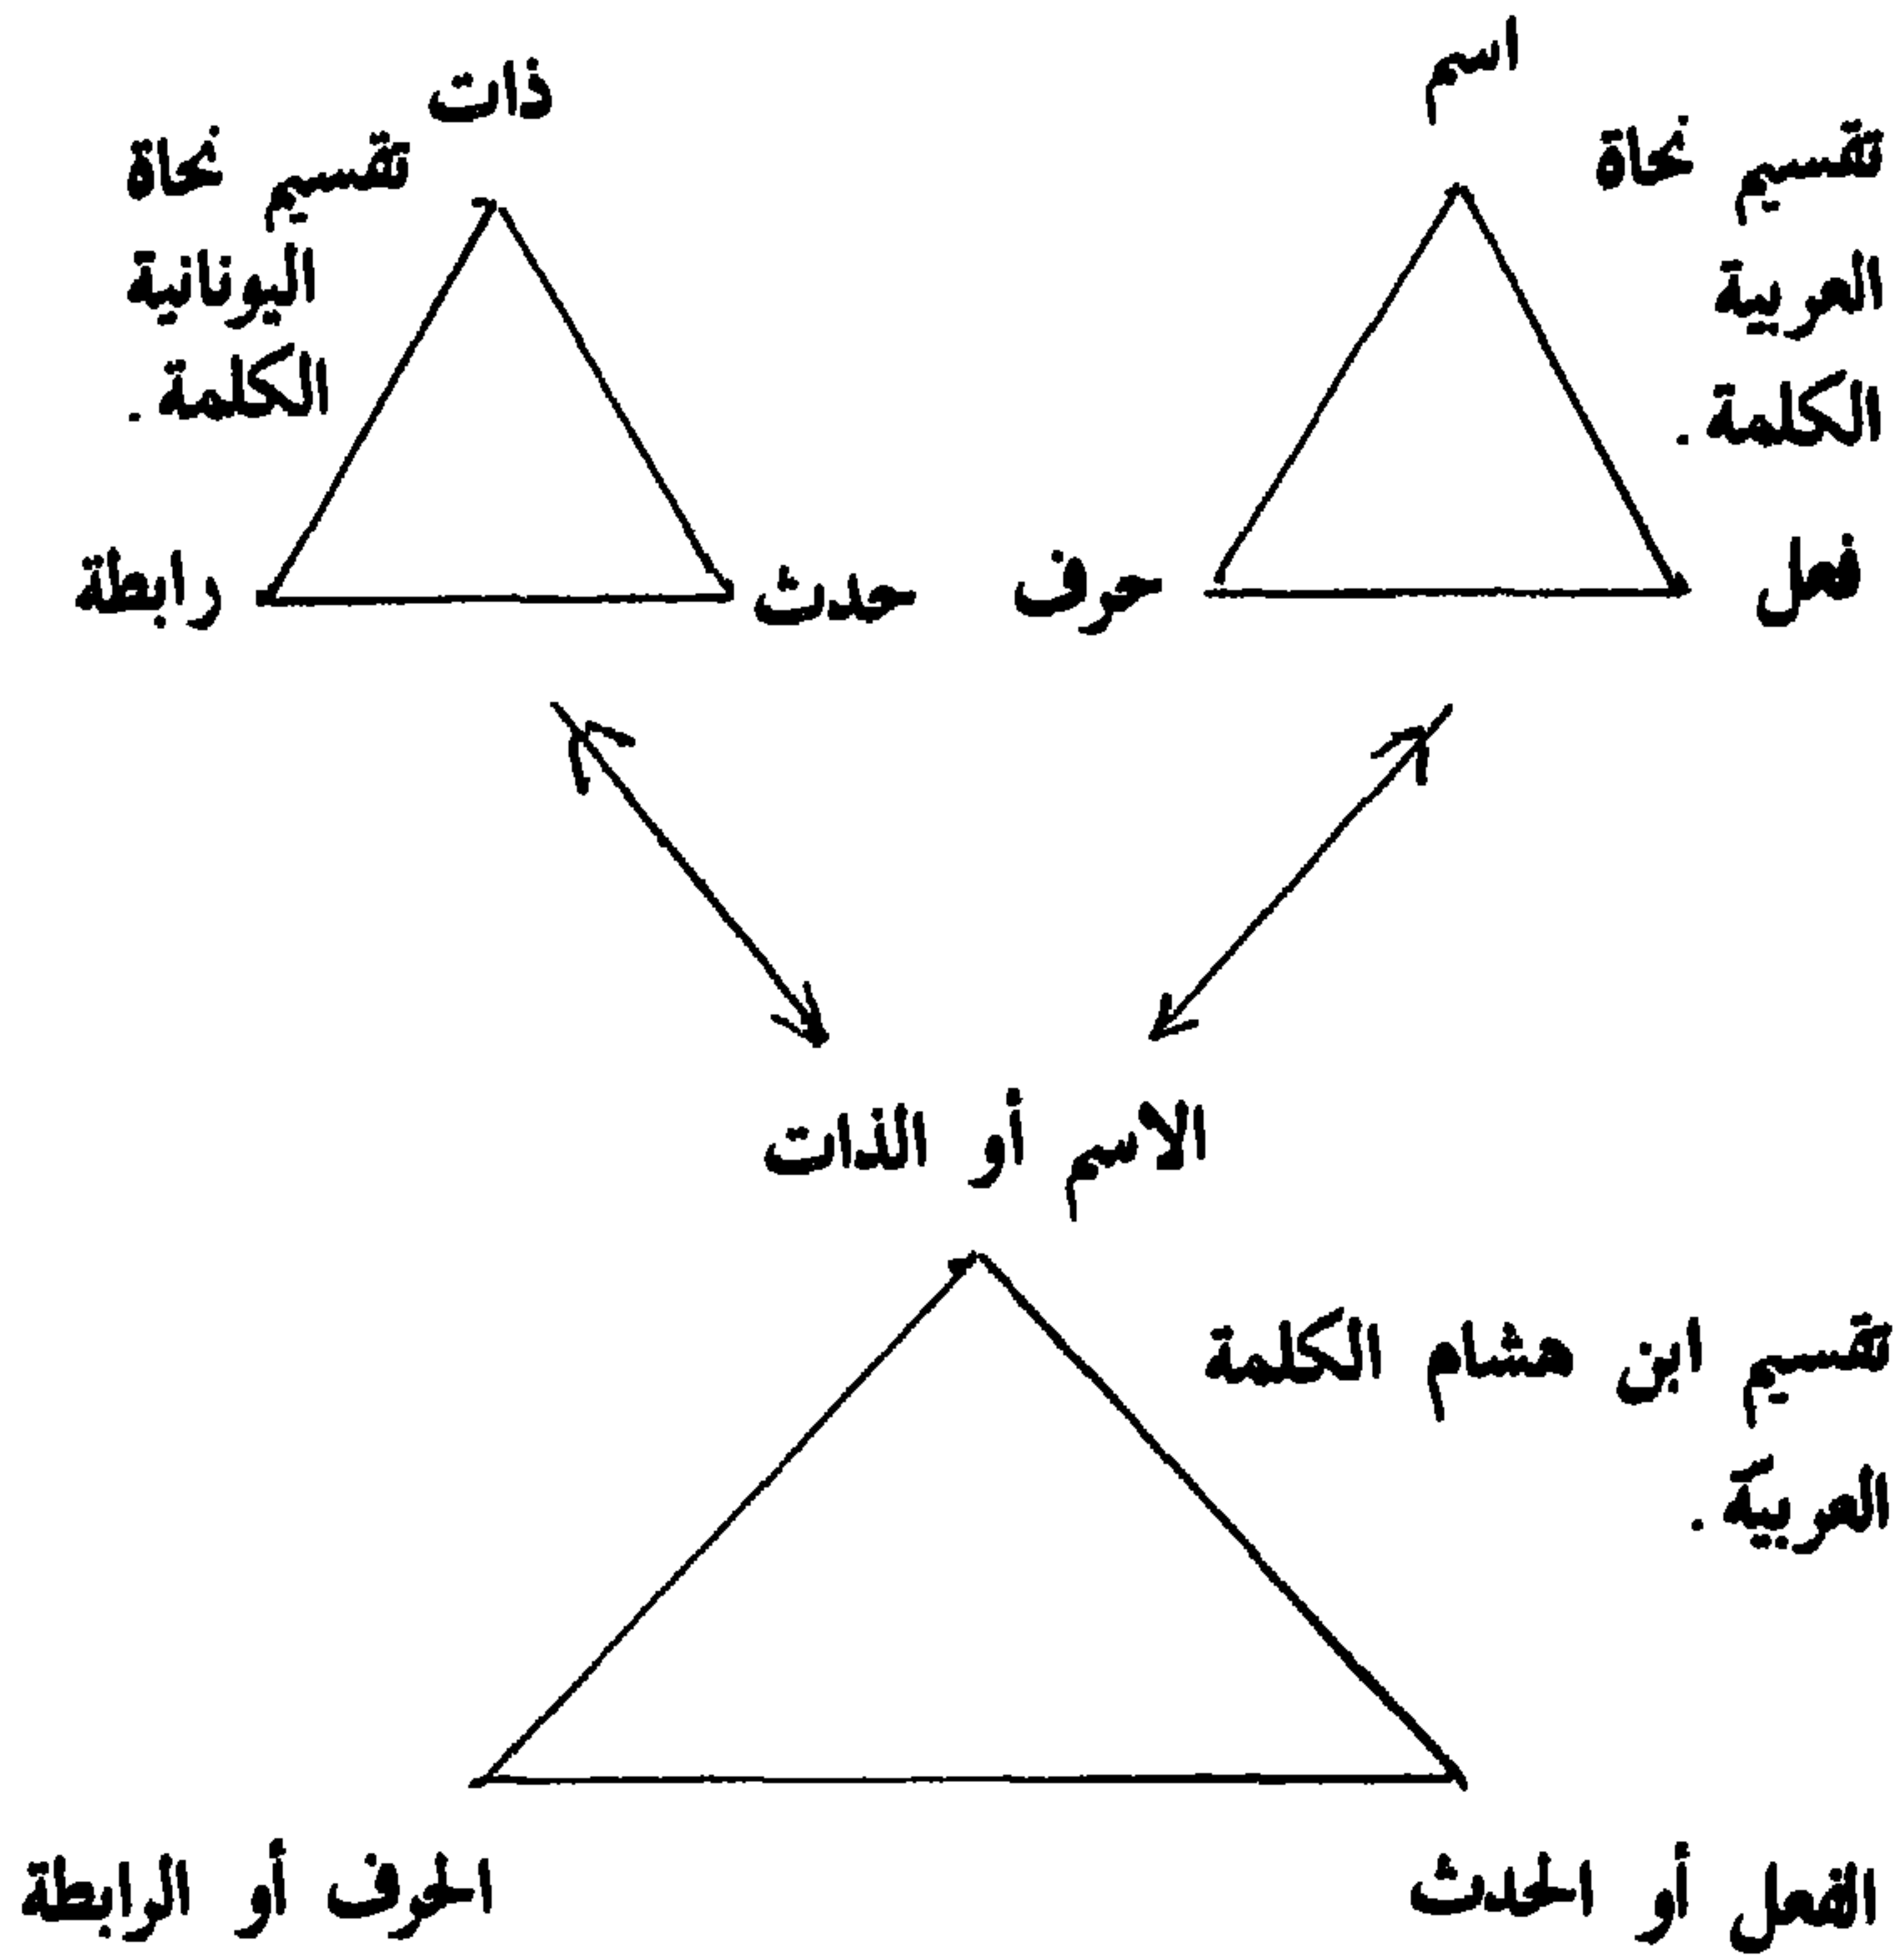 اسم
تقسيم نحاة
العربية
الكلمة.
فعل
حرف
ذات
تقسيم نحاة
اليونانية
الكلمة.
حدث
رابطة
الاسم أو الذات
تقسيم ابن هشام الكلمة
العربيّة.
الفعل أو الحدث
الحرف أو الرابطة